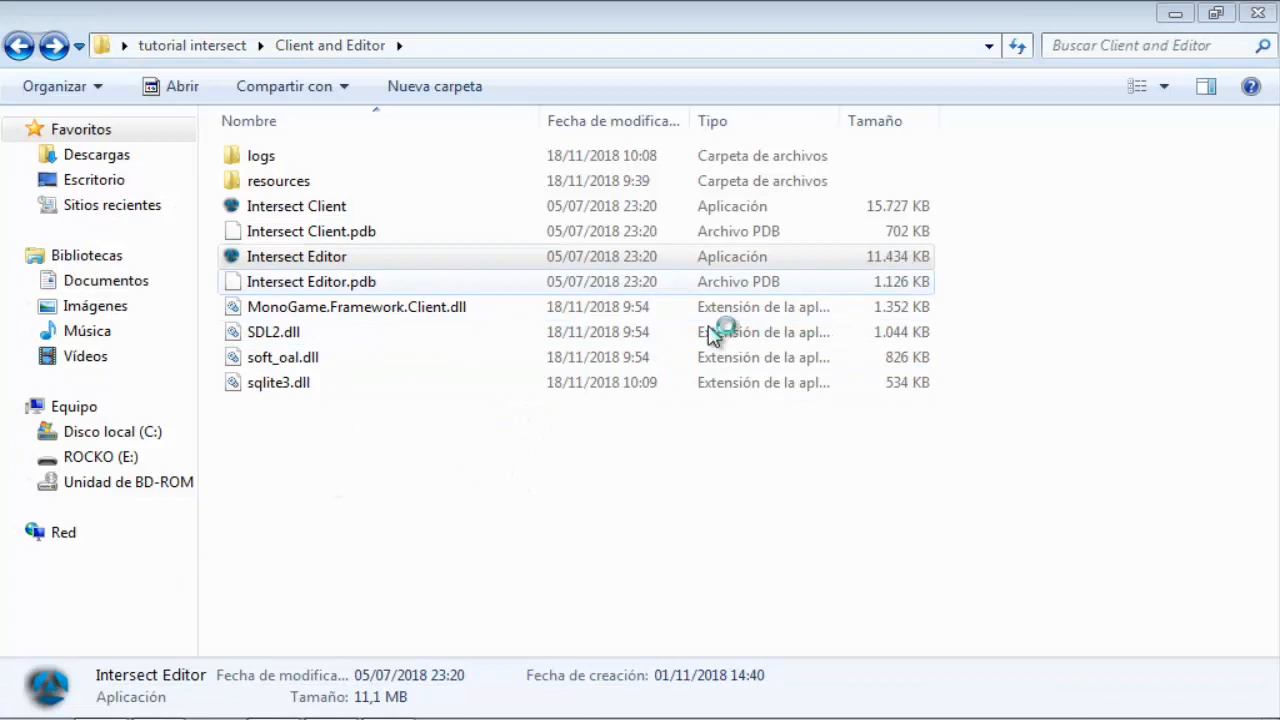 tutorial intersect Client and Editor Buscar Client and Editor
Organizar Abrir Compartir con Nueva carpeta
Nombre Fecha de modifica... Tipo Tamaño
Favoritos
Descargas
Escritorio
Sitios recientes
Bibliotecas
Documentos
Imágenes
Música
Vídeos
Equipo
Disco local (C:)
ROCKO (E:)
Unidad de BD-ROM
Red
logs 18/11/2018 10:08 Carpeta de archivos
resources 18/11/2018 9:39 Carpeta de archivos
Intersect Client 05/07/2018 23:20 Aplicación 15.727 KB
Intersect Client.pdb 05/07/2018 23:20 Archivo PDB 702 KB
Intersect Editor 05/07/2018 23:20 Aplicación 11.434 KB
Intersect Editor.pdb 05/07/2018 23:20 Archivo PDB 1.126 KB
MonoGame.Framework.Client.dll 18/11/2018 9:54 Extensión de la apl... 1.352 KB
SDL2.dll 18/11/2018 9:54 Extensión de la apl... 1.044 KB
soft_oal.dll 18/11/2018 9:54 Extensión de la apl... 826 KB
sqlite3.dll 18/11/2018 10:09 Extensión de la apl... 534 KB
Intersect Editor Fecha de modifica... 05/07/2018 23:20 Fecha de creación: 01/11/2018 14:40
Aplicación Tamaño: 11,1 MB